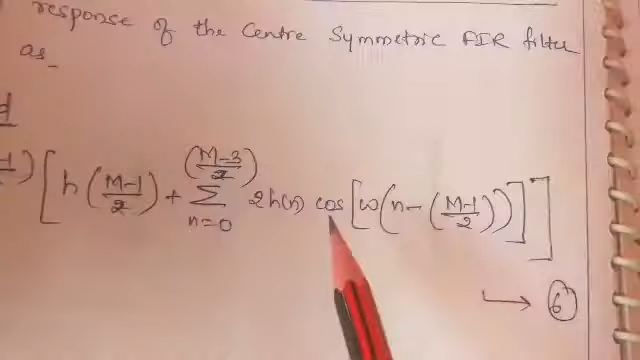 response of the Centre Symmetric FIR filter
as
[ h(M-1/2) + Σ_{n=0}^{(M-3/2)} 2h(n) cos[ω(n-(M-1/2))] ]
→ 6